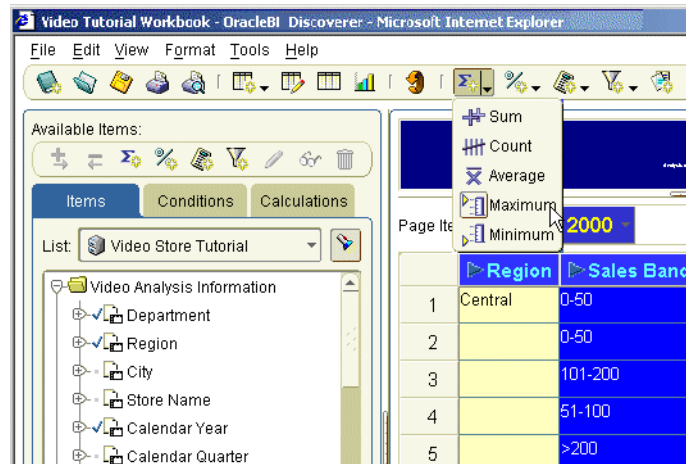 Video Tutorial Workbook - OracleBI Discoverer - Microsoft Internet Explorer
File Edit View Format Tools Help
Available Items:
Items Conditions Calculations
List: Video Store Tutorial
Video Analysis Information
Department
Region
City
Store Name
Calendar Year
Calendar Quarter
Sum
Count
Average
Maximum
Minimum
Page Ite
2000
Region Sales Banc
1 Central 0-50
2 0-50
3 101-200
4 51-100
5 >200